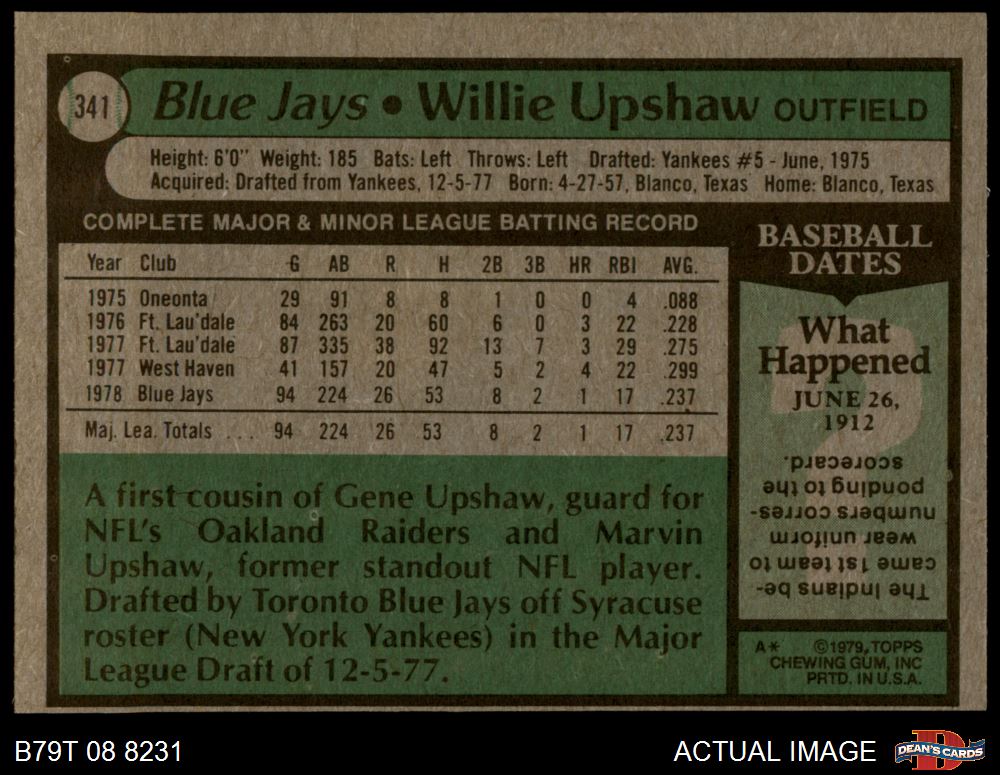 341 Blue Jays • Willie Upshaw OUTFIELD
Height: 6'0" Weight: 185 Bats: Left Throws: Left Drafted: Yankees #5 - June, 1975
Acquired: Drafted from Yankees, 12-5-77 Born: 4-27-57, Blanco, Texas Home: Blanco, Texas
COMPLETE MAJOR & MINOR LEAGUE BATTING RECORD
Year Club G AB R H 2B 3B HR RBI AVG.
1975 Oneonta 29 91 8 8 1 0 0 4 .088
1976 Ft. Lau'dale 84 263 20 60 6 0 3 22 .228
1977 Ft. Lau'dale 87 335 38 92 13 7 3 29 .275
1977 West Haven 41 157 20 47 5 2 4 22 .299
1978 Blue Jays 94 224 26 53 8 2 1 17 .237
Maj. Lea. Totals . . . 94 224 26 53 8 2 1 17 .237
A first cousin of Gene Upshaw, guard for
NFL's Oakland Raiders and Marvin
Upshaw, former standout NFL player.
Drafted by Toronto Blue Jays off Syracuse
roster (New York Yankees) in the Major
League Draft of 12-5-77.
BASEBALL
DATES
What
Happened
JUNE 26,
1912
?
The Indians be-
came 1st team to
wear uniform
numbers corres-
ponding to the
scorecard.
A* ©1979, TOPPS
CHEWING GUM, INC
PRTD. IN U.S.A.
B79T 08 8231
ACTUAL IMAGE
D
DEAN'S CARDS